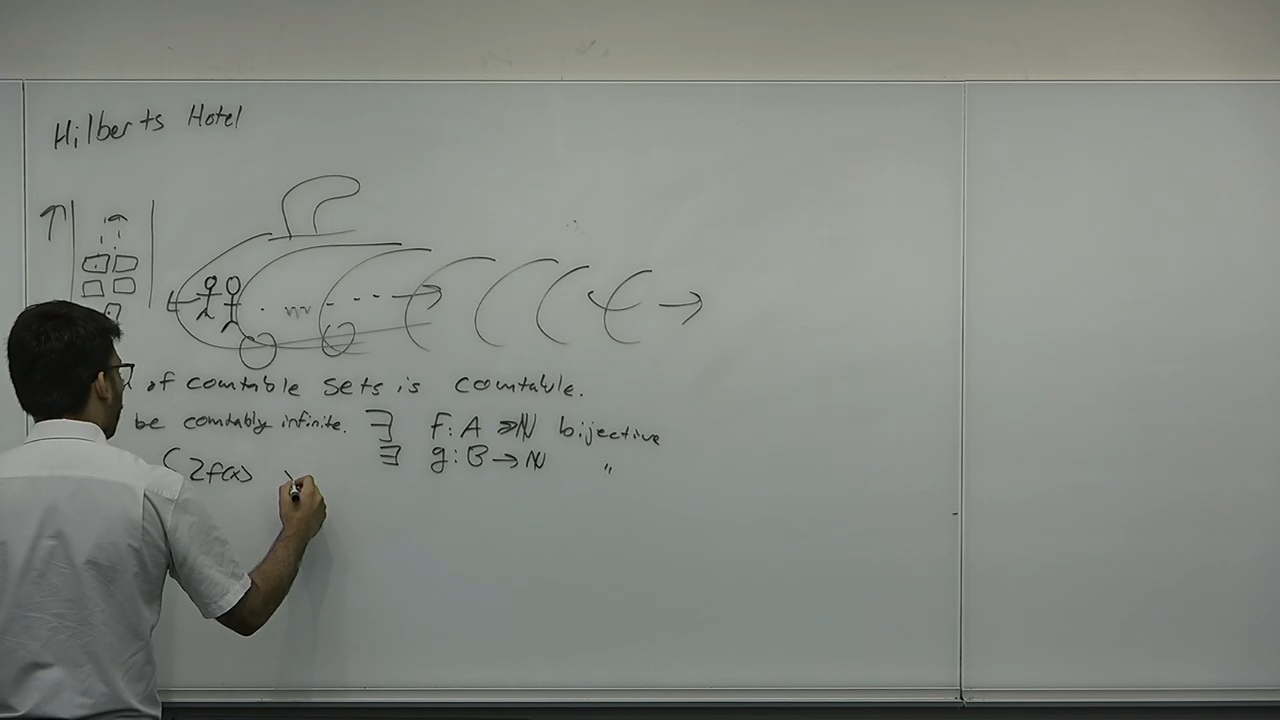 Hilberts Hotel
of countable sets is countable.
be countably infinite. ∃ f: A → ℕ bijective
∃ g: B → ℕ "
{ 2f(x)